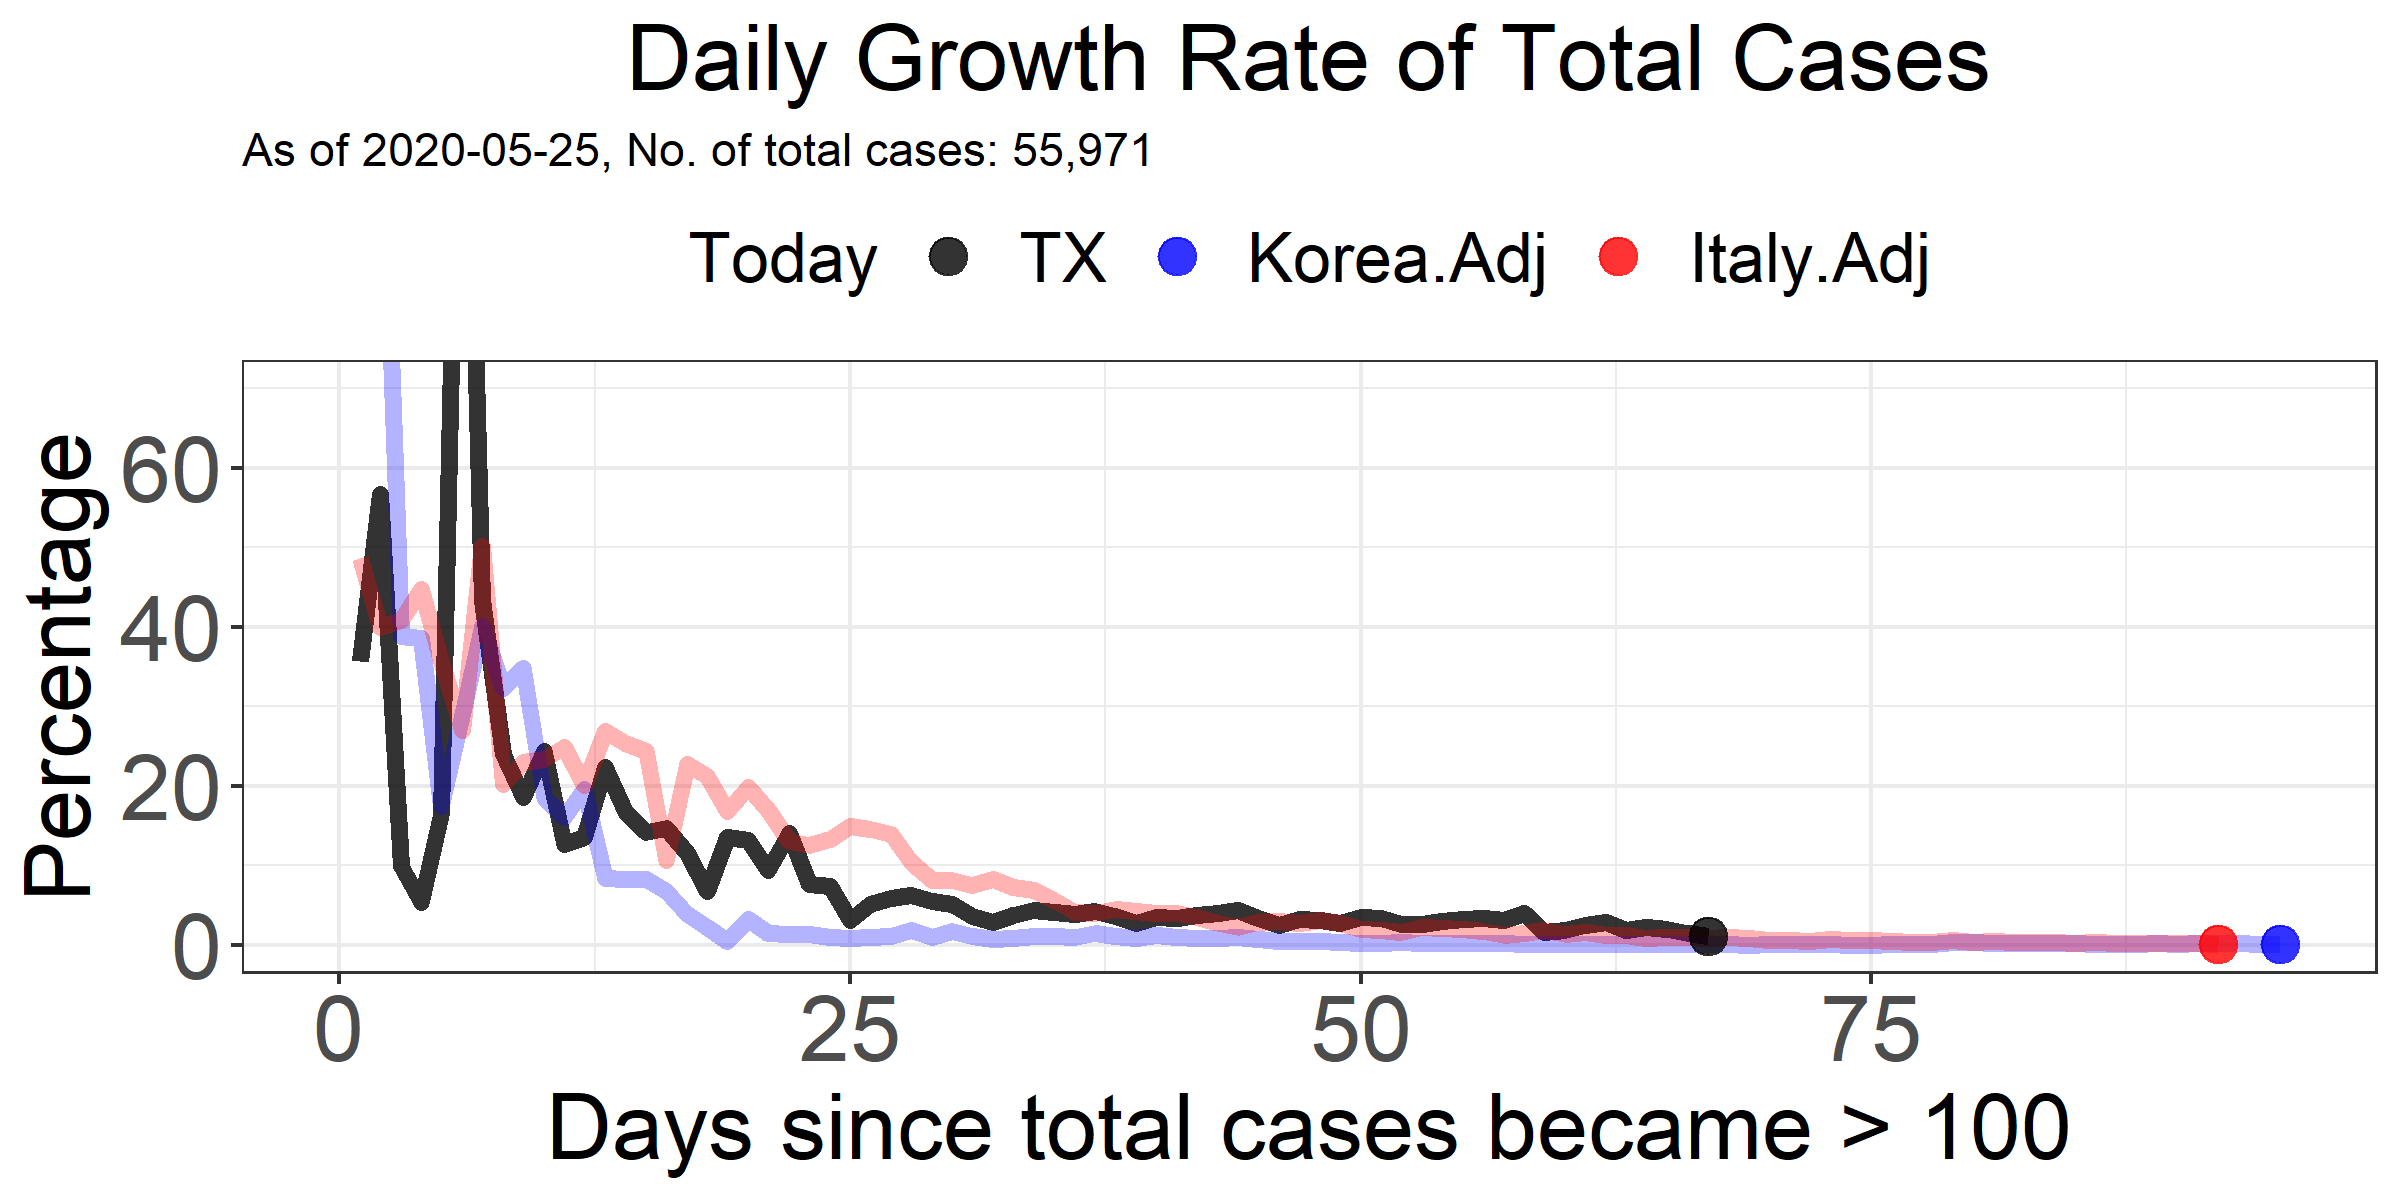 Daily Growth Rate of Total Cases
As of 2020-05-25, No. of total cases: 55,971
Today TX Korea.Adj Italy.Adj
Percentage
60
40
20
0
0 25 50 75
Days since total cases became > 100